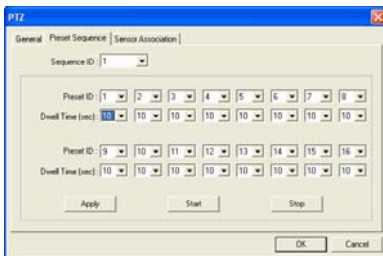 PTZ
General Preset Sequence Sensor Association
Sequence ID : 1
Preset ID : 1 2 3 4 5 6 7 8
Dwell Time (sec) : 10 10 10 10 10 10 10 10
Preset ID : 9 10 11 12 13 14 15 16
Dwell Time (sec) : 10 10 10 10 10 10 10 10
Apply Start Stop
OK Cancel